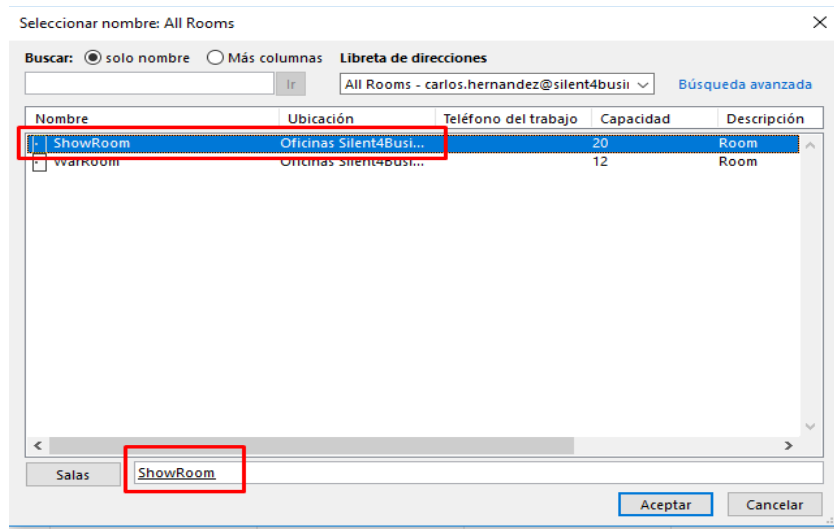 Seleccionar nombre: All Rooms
Buscar: solo nombre Más columnas Libreta de direcciones
Ir All Rooms - carlos.hernandez@silent4busii Búsqueda avanzada
Nombre Ubicación Teléfono del trabajo Capacidad Descripción
ShowRoom Oficinas Silent4Busi... 20 Room
WarRoom Oficinas Silent4Busi... 12 Room
Salas ShowRoom
Aceptar Cancelar